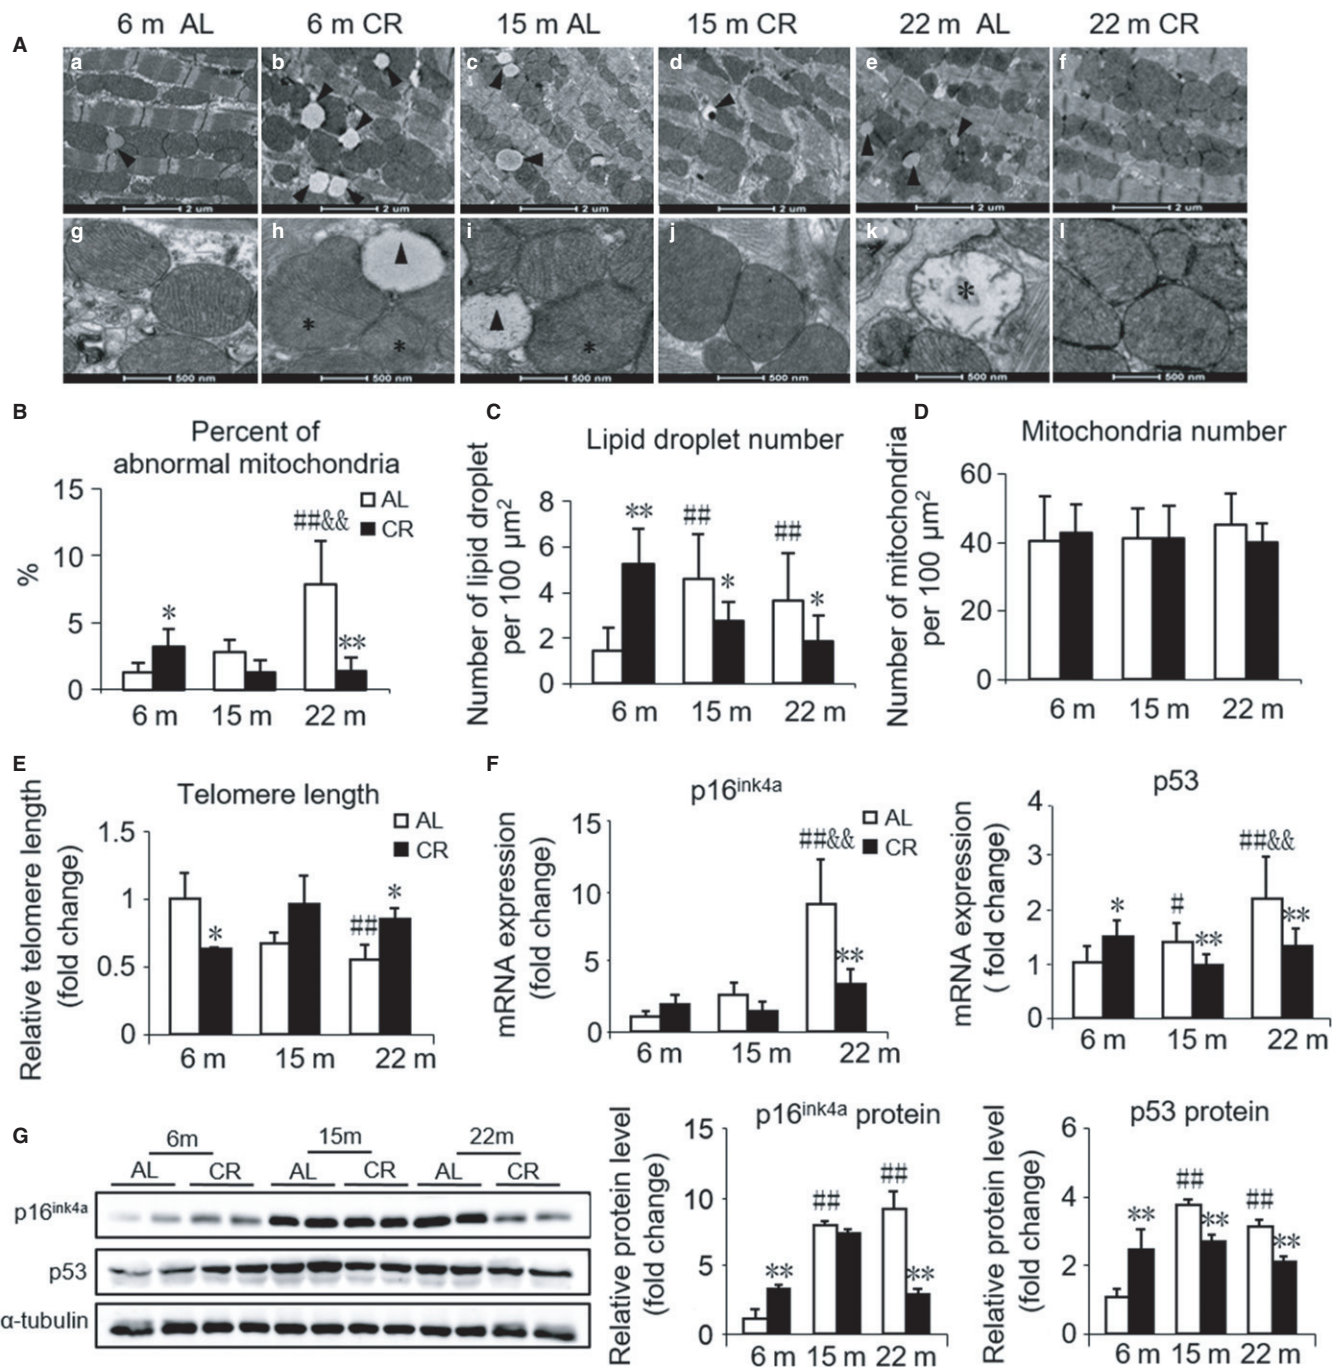 6 m AL 6 m CR 15 m AL 15 m CR 22 m AL 22 m CR
A
a b c d e f
2 um 2 um 2 um 2 um 2 um 2 um
g h i j k l
* * * *
500 nm 500 nm 500 nm 500 nm 500 nm 500 nm
B
Percent of
abnormal mitochondria
%
15
10
5
0
AL
CR
*
##&&
**
6 m 15 m 22 m
C
Lipid droplet number
Number of lipid droplet
per 100 µm²
8
6
4
2
0
** ## * ## *
6 m 15 m 22 m
D
Mitochondria number
Number of mitochondria
per 100 µm²
60
40
20
0
6 m 15 m 22 m
E
Telomere length
Relative telomere length
(fold change)
1.5
1
0.5
0
AL
CR
* ## *
6 m 15 m 22 m
F
p16ink4a
mRNA expression
(fold change)
15
10
5
0
##&&
**
AL
CR
6 m 15 m 22 m
p53
mRNA expression
( fold change)
4
3
2
1
0
* # ** ##&& **
6 m 15 m 22 m
G
6m 15m 22m
AL CR AL CR AL CR
p16ink4a
p53
α-tubulin
p16ink4a protein
Relative protein level
(fold change)
15
10
5
0
** ## ## **
6 m 15 m 22 m
p53 protein
Relative protein level
(fold change)
6
4
2
0
** ## ** ## **
6 m 15 m 22 m